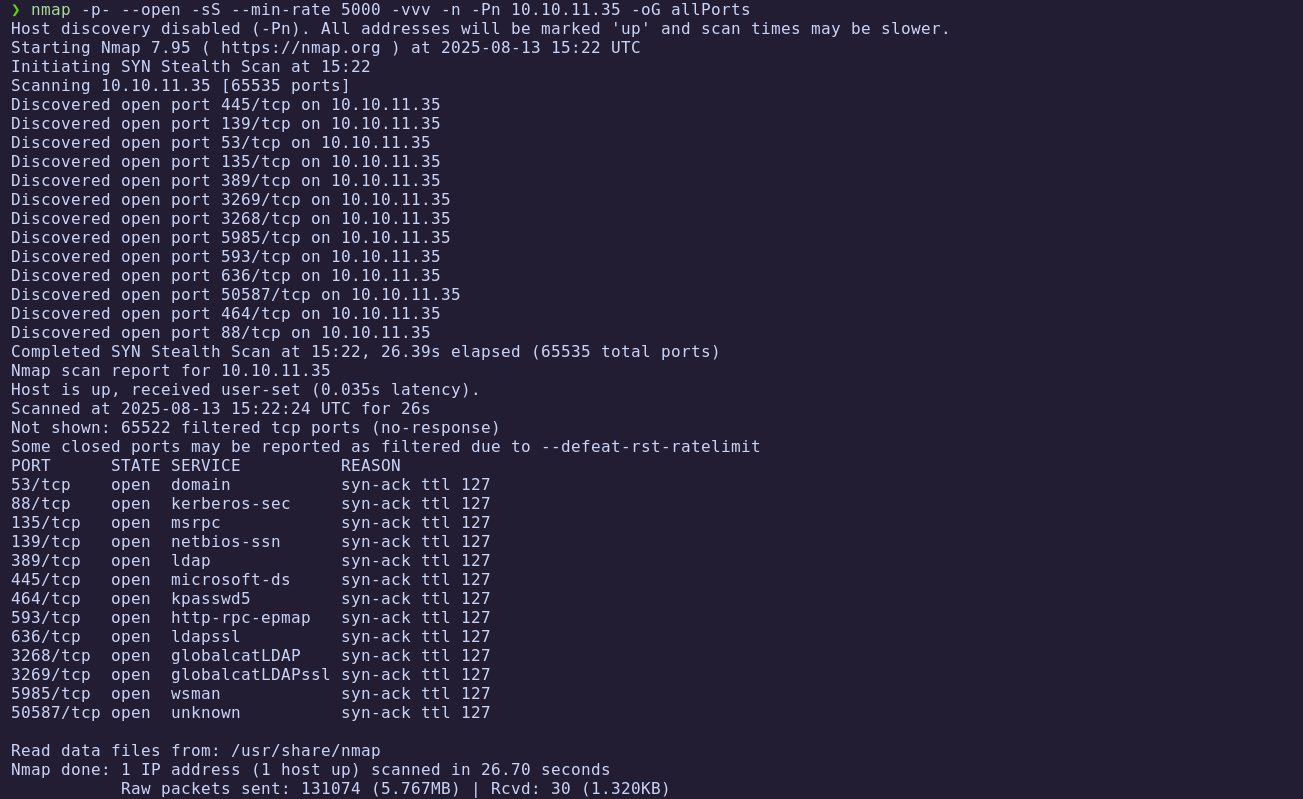 ❯ nmap -p- --open -sS --min-rate 5000 -vvv -n -Pn 10.10.11.35 -oG allPorts
Host discovery disabled (-Pn). All addresses will be marked 'up' and scan times may be slower.
Starting Nmap 7.95 ( https://nmap.org ) at 2025-08-13 15:22 UTC
Initiating SYN Stealth Scan at 15:22
Scanning 10.10.11.35 [65535 ports]
Discovered open port 445/tcp on 10.10.11.35
Discovered open port 139/tcp on 10.10.11.35
Discovered open port 53/tcp on 10.10.11.35
Discovered open port 135/tcp on 10.10.11.35
Discovered open port 389/tcp on 10.10.11.35
Discovered open port 3269/tcp on 10.10.11.35
Discovered open port 3268/tcp on 10.10.11.35
Discovered open port 5985/tcp on 10.10.11.35
Discovered open port 593/tcp on 10.10.11.35
Discovered open port 636/tcp on 10.10.11.35
Discovered open port 50587/tcp on 10.10.11.35
Discovered open port 464/tcp on 10.10.11.35
Discovered open port 88/tcp on 10.10.11.35
Completed SYN Stealth Scan at 15:22, 26.39s elapsed (65535 total ports)
Nmap scan report for 10.10.11.35
Host is up, received user-set (0.035s latency).
Scanned at 2025-08-13 15:22:24 UTC for 26s
Not shown: 65522 filtered tcp ports (no-response)
Some closed ports may be reported as filtered due to --defeat-rst-ratelimit
PORT      STATE SERVICE          REASON
53/tcp    open  domain           syn-ack ttl 127
88/tcp    open  kerberos-sec     syn-ack ttl 127
135/tcp   open  msrpc            syn-ack ttl 127
139/tcp   open  netbios-ssn      syn-ack ttl 127
389/tcp   open  ldap             syn-ack ttl 127
445/tcp   open  microsoft-ds     syn-ack ttl 127
464/tcp   open  kpasswd5         syn-ack ttl 127
593/tcp   open  http-rpc-epmap   syn-ack ttl 127
636/tcp   open  ldapssl          syn-ack ttl 127
3268/tcp  open  globalcatLDAP    syn-ack ttl 127
3269/tcp  open  globalcatLDAPssl syn-ack ttl 127
5985/tcp  open  wsman            syn-ack ttl 127
50587/tcp open  unknown          syn-ack ttl 127

Read data files from: /usr/share/nmap
Nmap done: 1 IP address (1 host up) scanned in 26.70 seconds
           Raw packets sent: 131074 (5.767MB) | Rcvd: 30 (1.320KB)